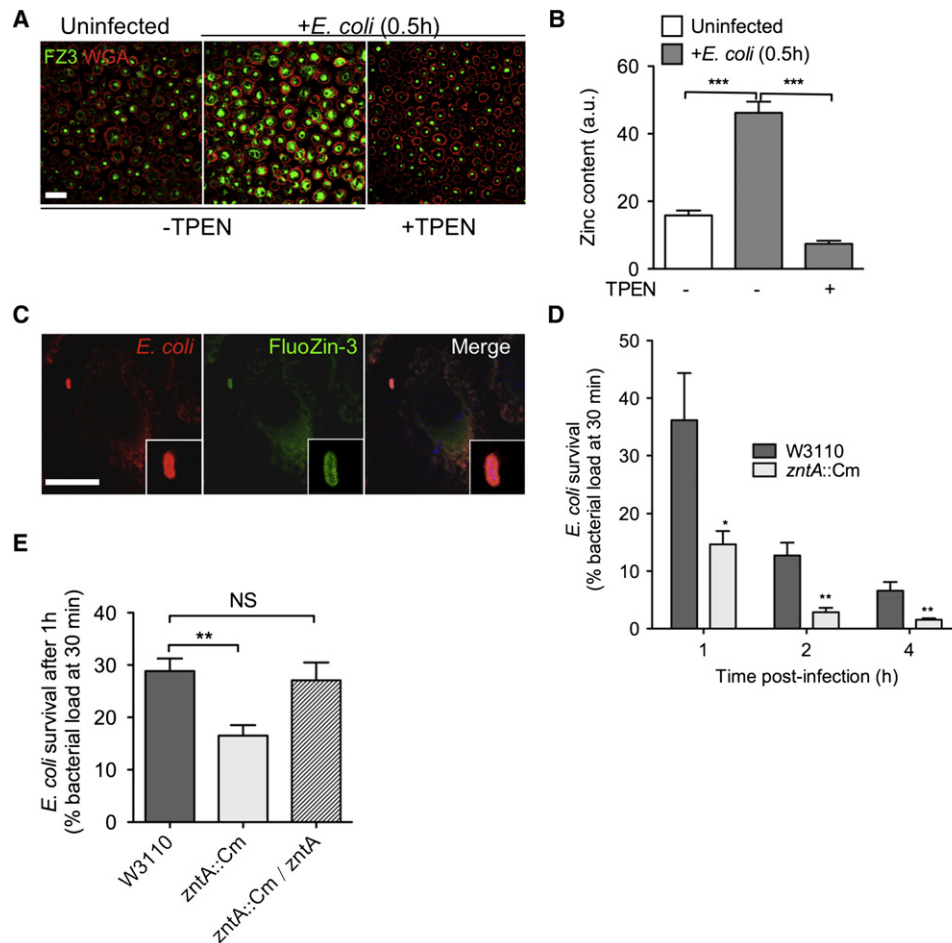 A
Uninfected
+E. coli (0.5h)
FZ3 WGA
-TPEN
+TPEN
B
Uninfected
+E. coli (0.5h)
60
40
20
0
Zinc content (a.u.)
***
***
TPEN
-
-
+
C
E. coli
FluoZin-3
Merge
D
50
40
30
20
10
0
E. coli survival
(% bacterial load at 30 min)
W3110
zntA::Cm
*
**
**
1
2
4
Time post-infection (h)
E
40
30
20
10
0
E. coli survival after 1h
(% bacterial load at 30 min)
NS
**
W3110
zntA::Cm
zntA::Cm / zntA